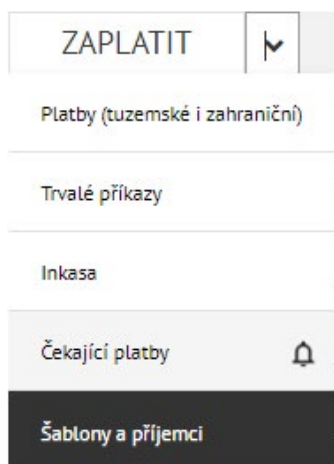 ZAPLATIT
Platby (tuzemské i zahraniční)
Trvalé příkazy
Inkasa
Čekající platby
Šablony a příjemci